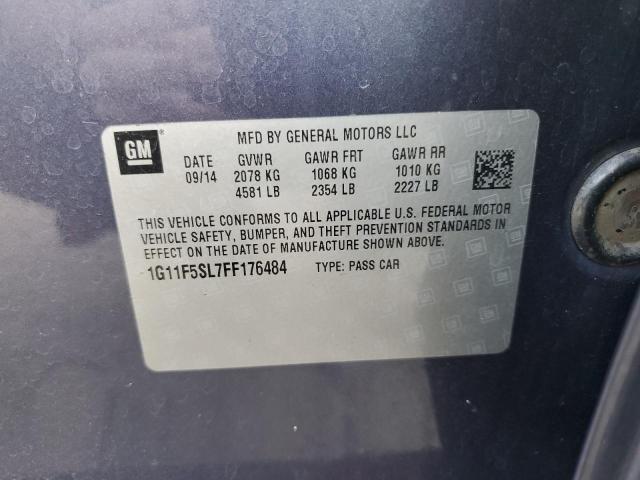 GM®
MFD BY GENERAL MOTORS LLC
DATE GVWR GAWR FRT GAWR RR
09/14 2078 KG 1068 KG 1010 KG
4581 LB 2354 LB 2227 LB
THIS VEHICLE CONFORMS TO ALL APPLICABLE U.S. FEDERAL MOTOR
VEHICLE SAFETY, BUMPER, AND THEFT PREVENTION STANDARDS IN
EFFECT ON THE DATE OF MANUFACTURE SHOWN ABOVE.
1G11F5SL7FF176484 TYPE: PASS CAR